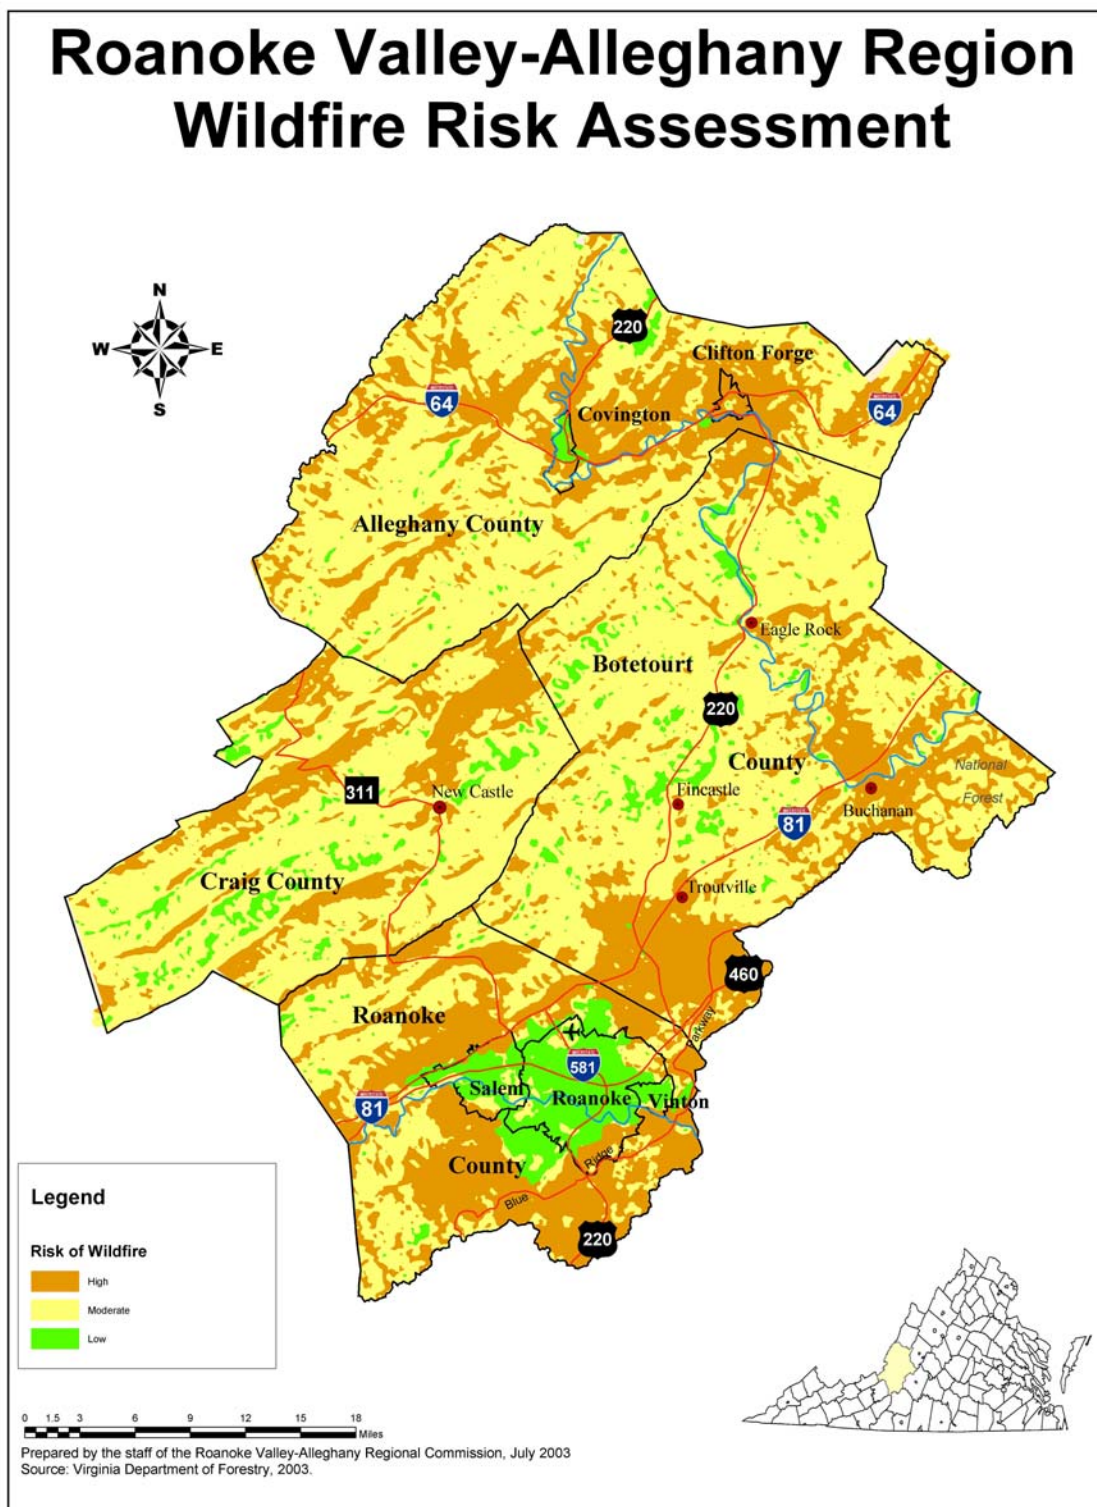 Roanoke Valley-Alleghany Region
Wildfire Risk Assessment
N
W E
S
220
Clifton Forge
64
64
Covington
Alleghany County
Eagle Rock
Botetourt
220
County
National
Forest
311
New Castle
Fincastle
Buchanan
81
Craig County
Troutville
460
Roanoke
Parkway
581
Salem
Roanoke
Vinton
81
County
Ridge
Blue
220
Legend
Risk of Wildfire
High
Moderate
Low
0 1.5 3 6 9 12 15 18
Miles
Prepared by the staff of the Roanoke Valley-Alleghany Regional Commission, July 2003
Source: Virginia Department of Forestry, 2003.